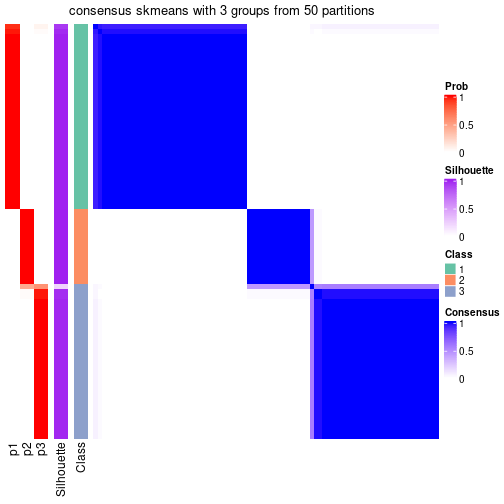 consensus skmeans with 3 groups from 50 partitions
Prob
1
0.5
0
Silhouette
1
0.5
0
Class
1
2
3
Consensus
1
0.5
0
p1
p2
p3
Silhouette
Class